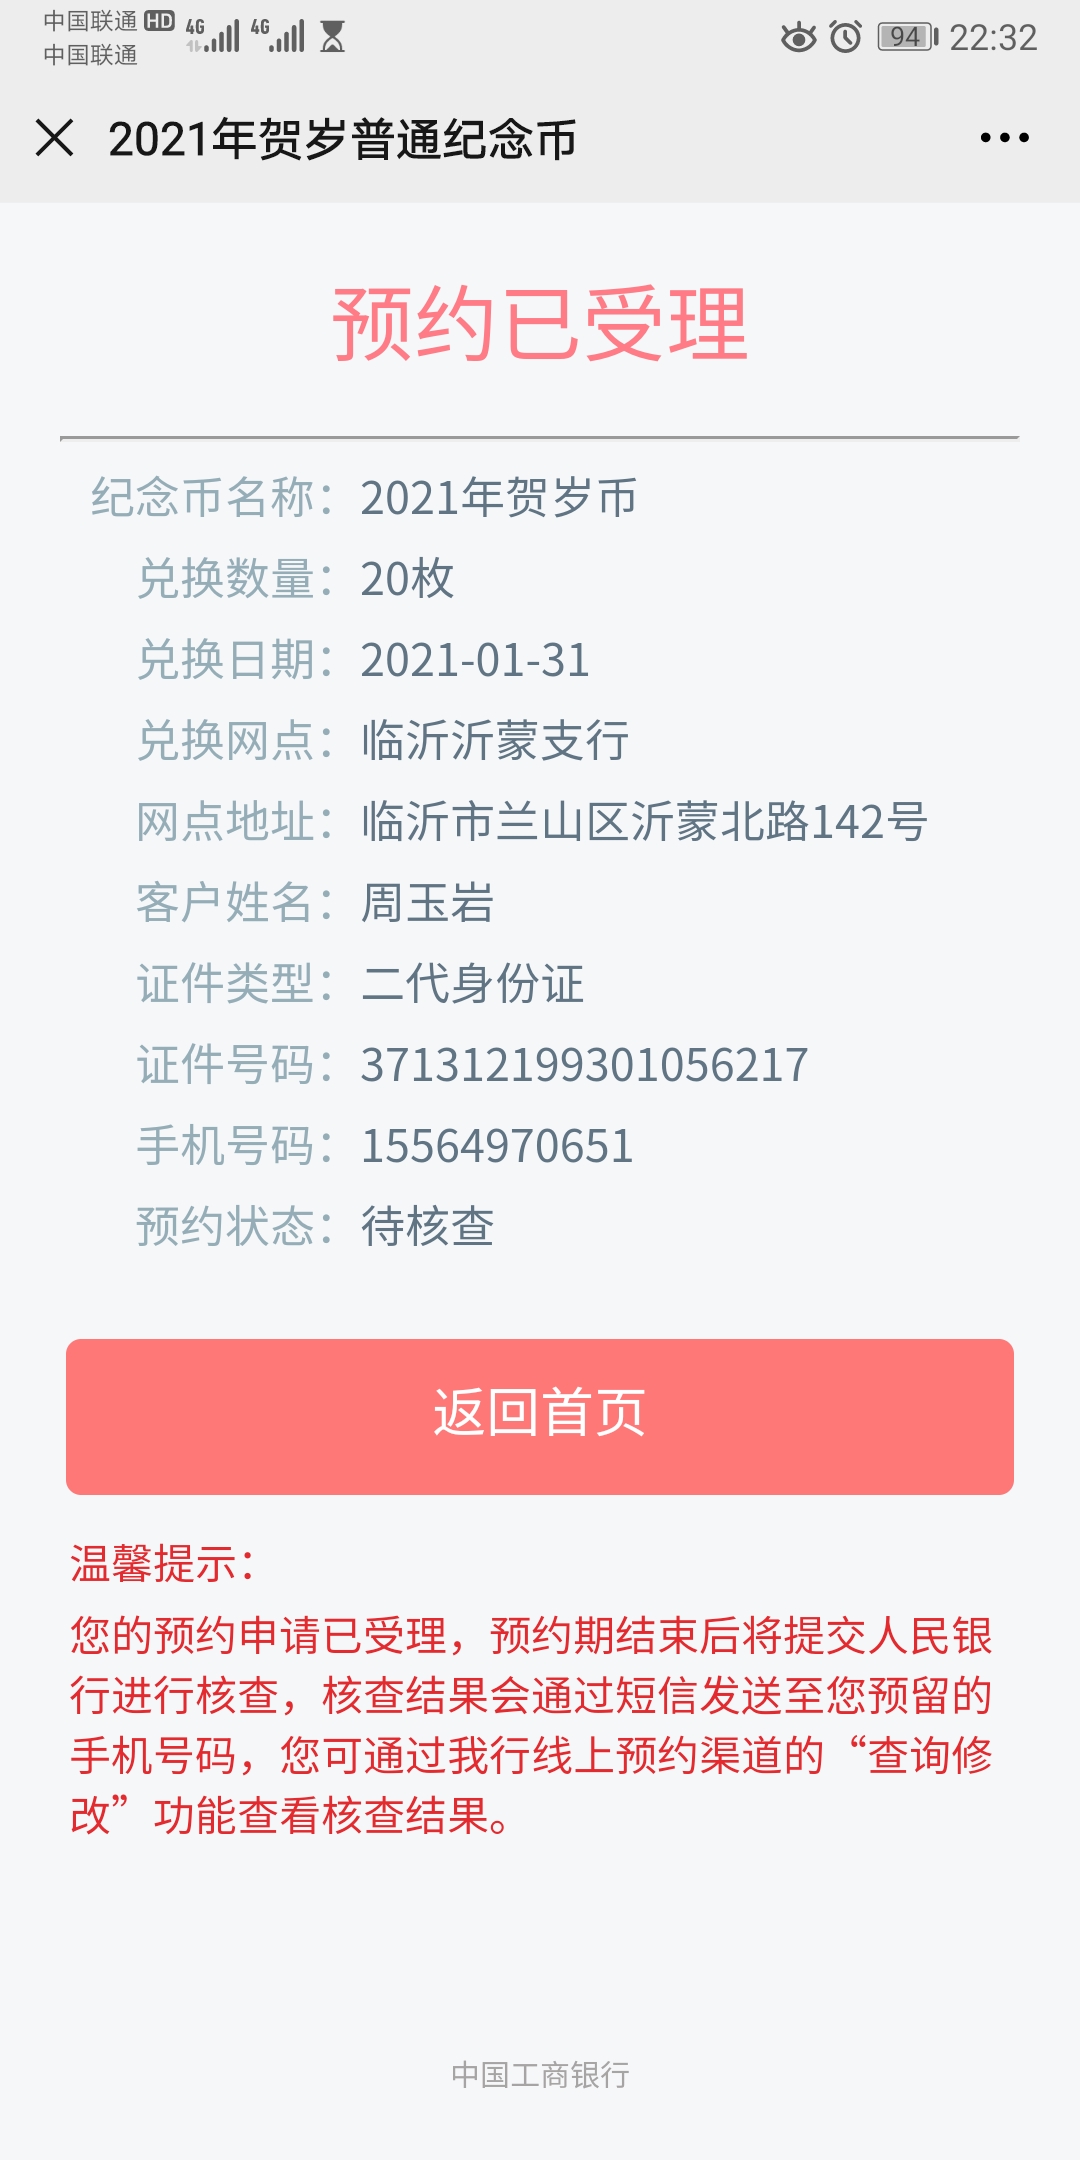 中国联通 HD 4G 4G 94 22:32
中国联通
2021年贺岁普通纪念币
预约已受理
纪念币名称：2021年贺岁币
兑换数量：20枚
兑换日期：2021-01-31
兑换网点：临沂沂蒙支行
网点地址：临沂市兰山区沂蒙北路142号
客户姓名：周玉岩
证件类型：二代身份证
证件号码：371312199301056217
手机号码：15564970651
预约状态：待核查
返回首页
温馨提示：
您的预约申请已受理，预约期结束后将提交人民银
行进行核查，核查结果会通过短信发送至您预留的
手机号码，您可通过我行线上预约渠道的“查询修
改”功能查看核查结果。
中国工商银行